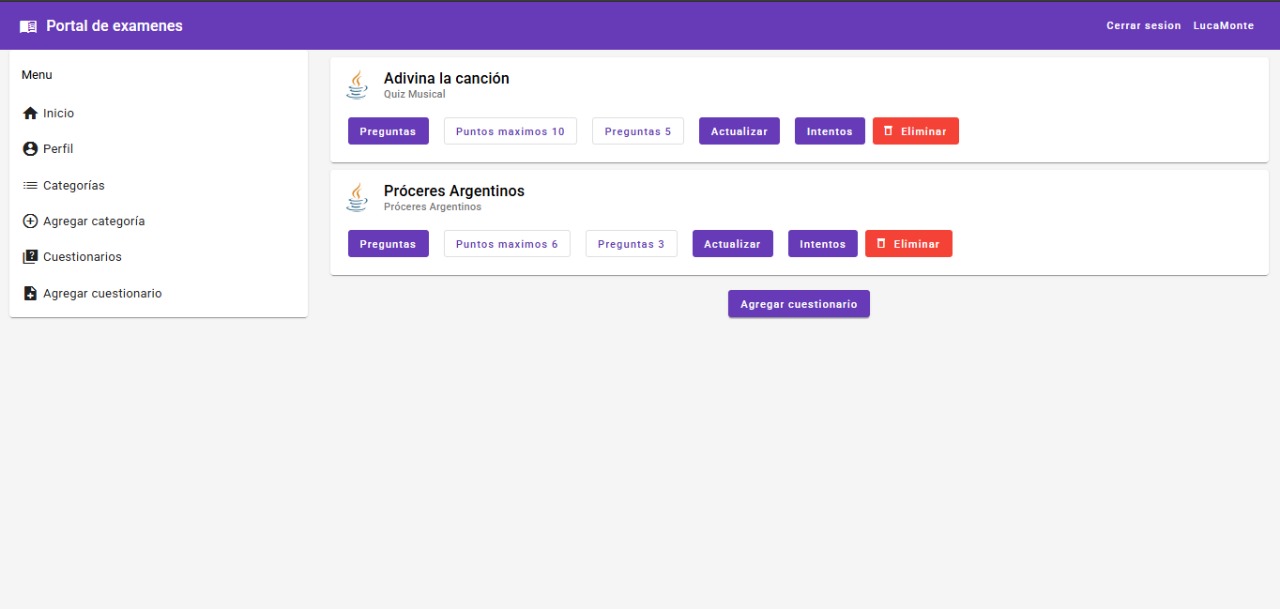 Portal de examenes
Cerrar sesion LucaMonte
Menu
Inicio
Perfil
Categorías
Agregar categoría
Cuestionarios
Agregar cuestionario
Adivina la canción
Quiz Musical
Preguntas Puntos maximos 10 Preguntas 5 Actualizar Intentos Eliminar
Próceres Argentinos
Próceres Argentinos
Preguntas Puntos maximos 6 Preguntas 3 Actualizar Intentos Eliminar
Agregar cuestionario